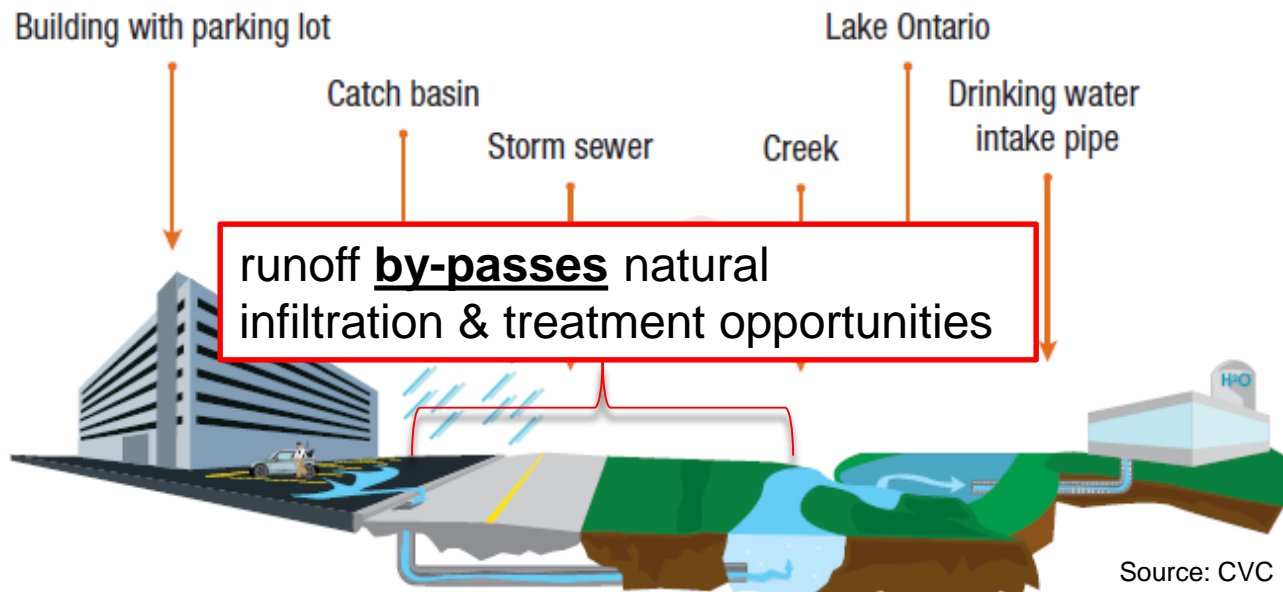 Building with parking lot
Lake Ontario
Catch basin
Drinking water
intake pipe
Storm sewer
Creek
runoff by-passes natural
infiltration & treatment opportunities
H²O
Source: CVC